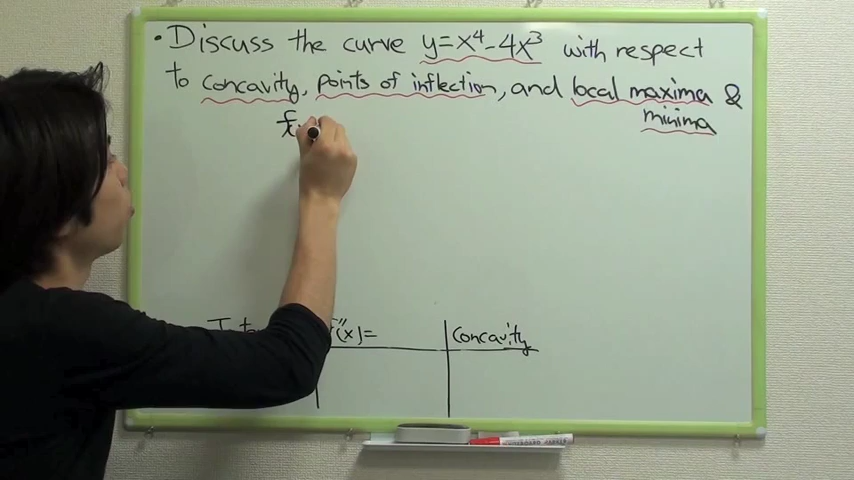 • Discuss the curve y=x⁴-4x³ with respect
to concavity, points of inflection, and local maxima &
minima
f
f''(x)= Concavity